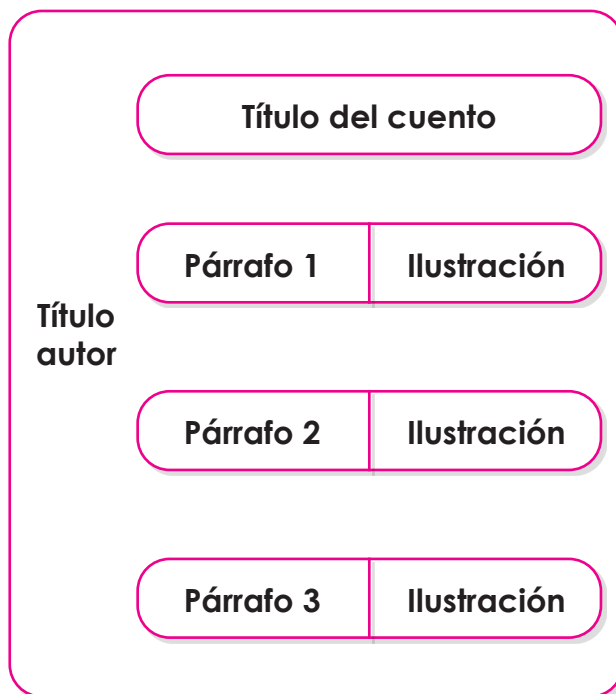 Título del cuento
Párrafo 1 Ilustración
Título
autor
Párrafo 2 Ilustración
Párrafo 3 Ilustración